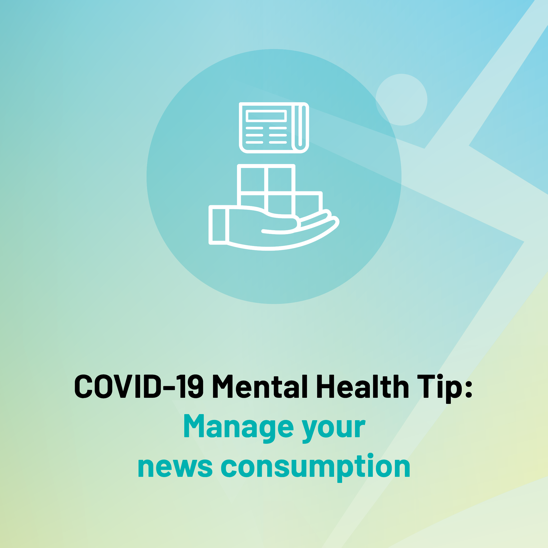 COVID-19 Mental Health Tip:
Manage your
news consumption